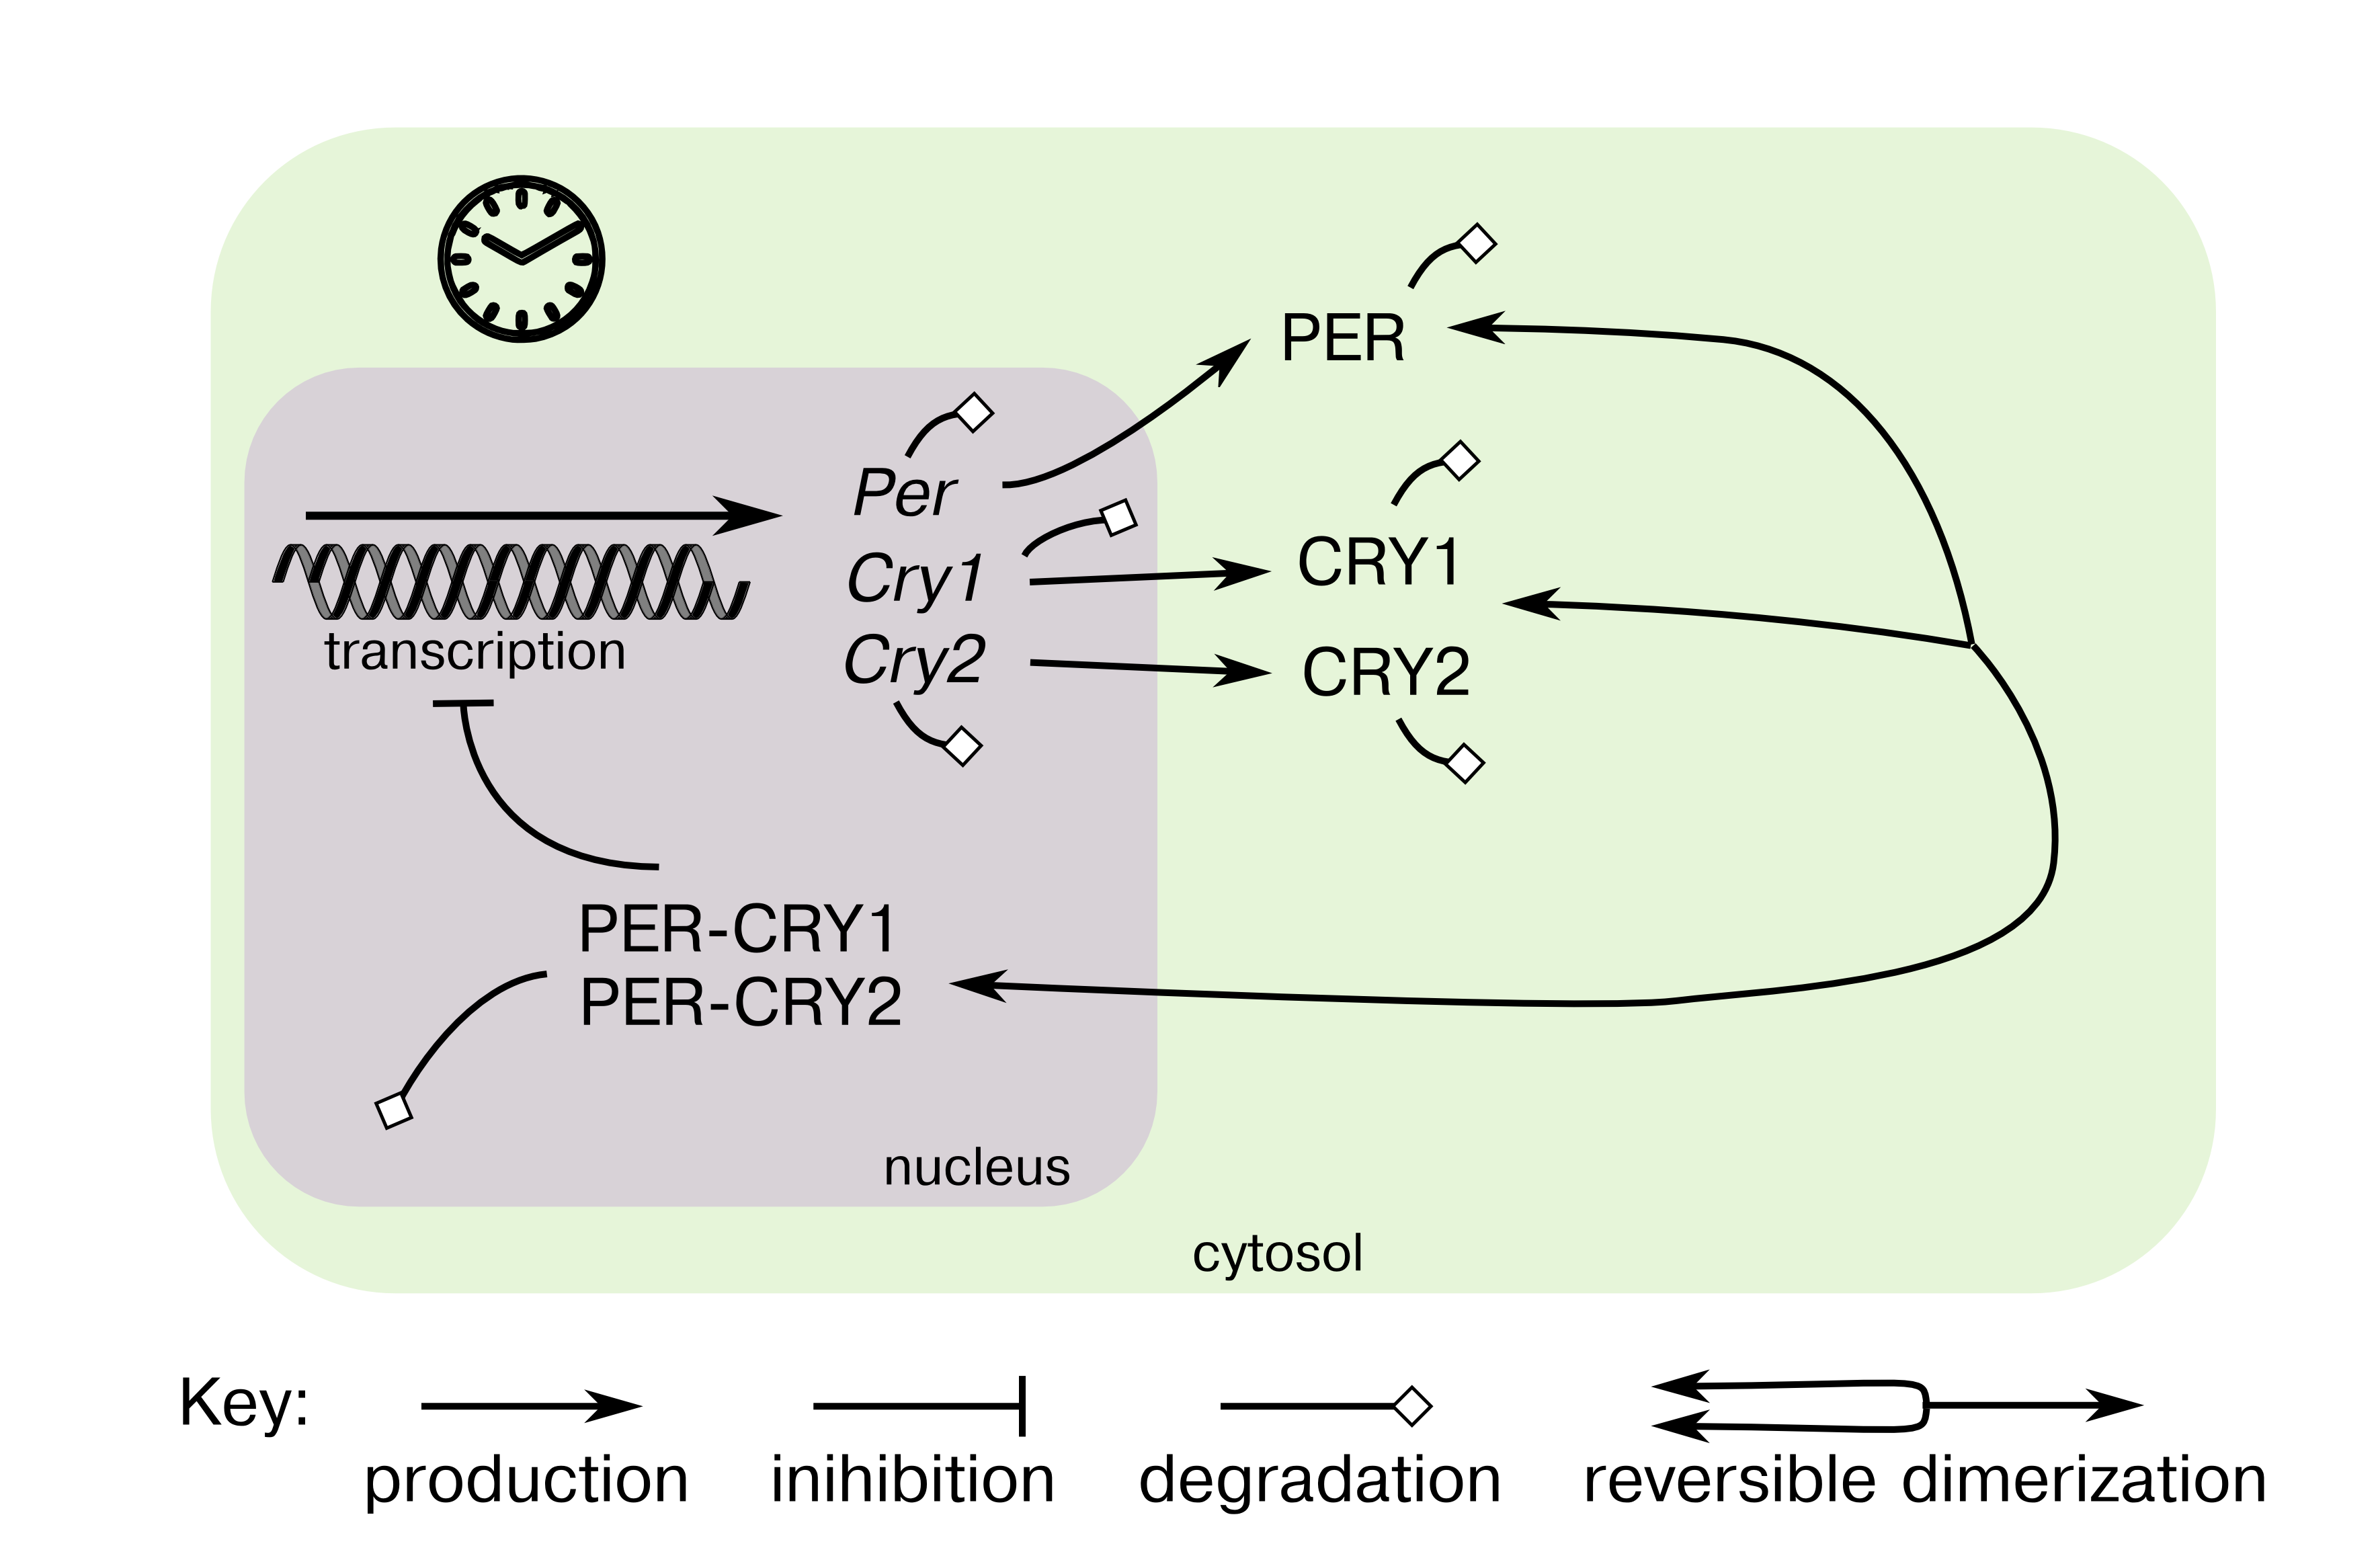 PER
Per
Cry1
Cry2
CRY1
CRY2
transcription
PER-CRY1
PER-CRY2
nucleus
cytosol
Key:
production
inihibition
degradation
reversible dimerization